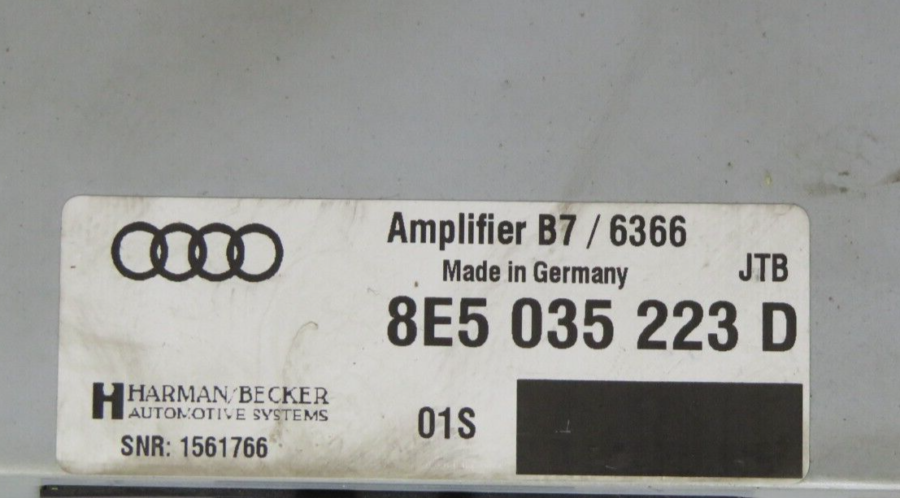 Amplifier B7 / 6366
Made in Germany
JTB
8E5 035 223 D
HARMAN/BECKER
AUTOMOTIVE SYSTEMS
01S
SNR: 1561766